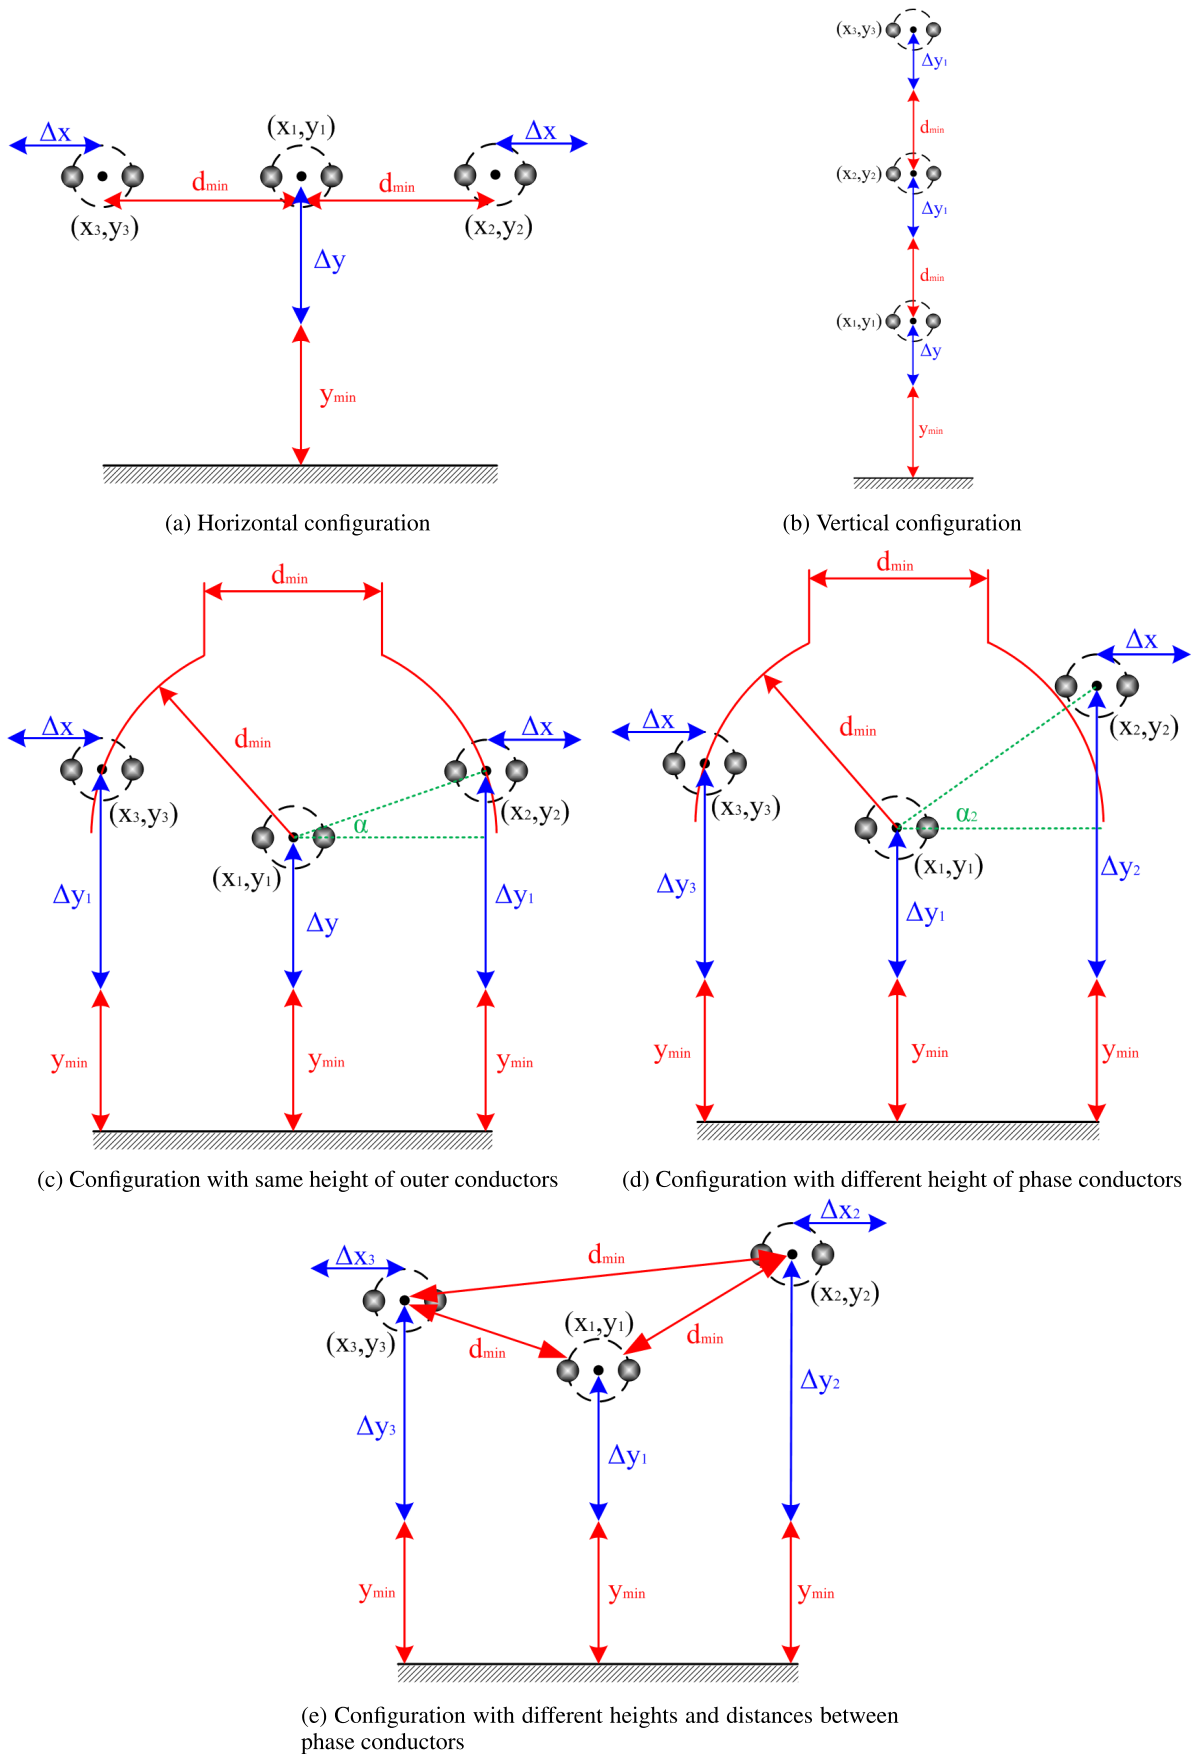 Δx
(x₁,y₁)
Δx
dmin
dmin
(x₃,y₃)
(x₂,y₂)
Δy
ymin
(a) Horizontal configuration
(x₃,y₃)
Δy₁
dmin
(x₂,y₂)
Δy₁
dmin
(x₁,y₁)
Δy
ymin
(b) Vertical configuration
dmin
Δx
dmin
Δx
(x₃,y₃)
(x₂,y₂)
α
(x₁,y₁)
Δy₁
Δy
Δy₁
ymin
ymin
ymin
(c) Configuration with same height of outer conductors
dmin
Δx
Δx
dmin
(x₂,y₂)
(x₃,y₃)
α₂
(x₁,y₁)
Δy₃
Δy₁
Δy₂
ymin
ymin
ymin
(d) Configuration with different height of phase conductors
Δx₂
Δx₃
dmin
(x₂,y₂)
(x₁,y₁)
(x₃,y₃)
dmin
dmin
Δy₂
Δy₃
Δy₁
ymin
ymin
ymin
(e) Configuration with different heights and distances between
phase conductors